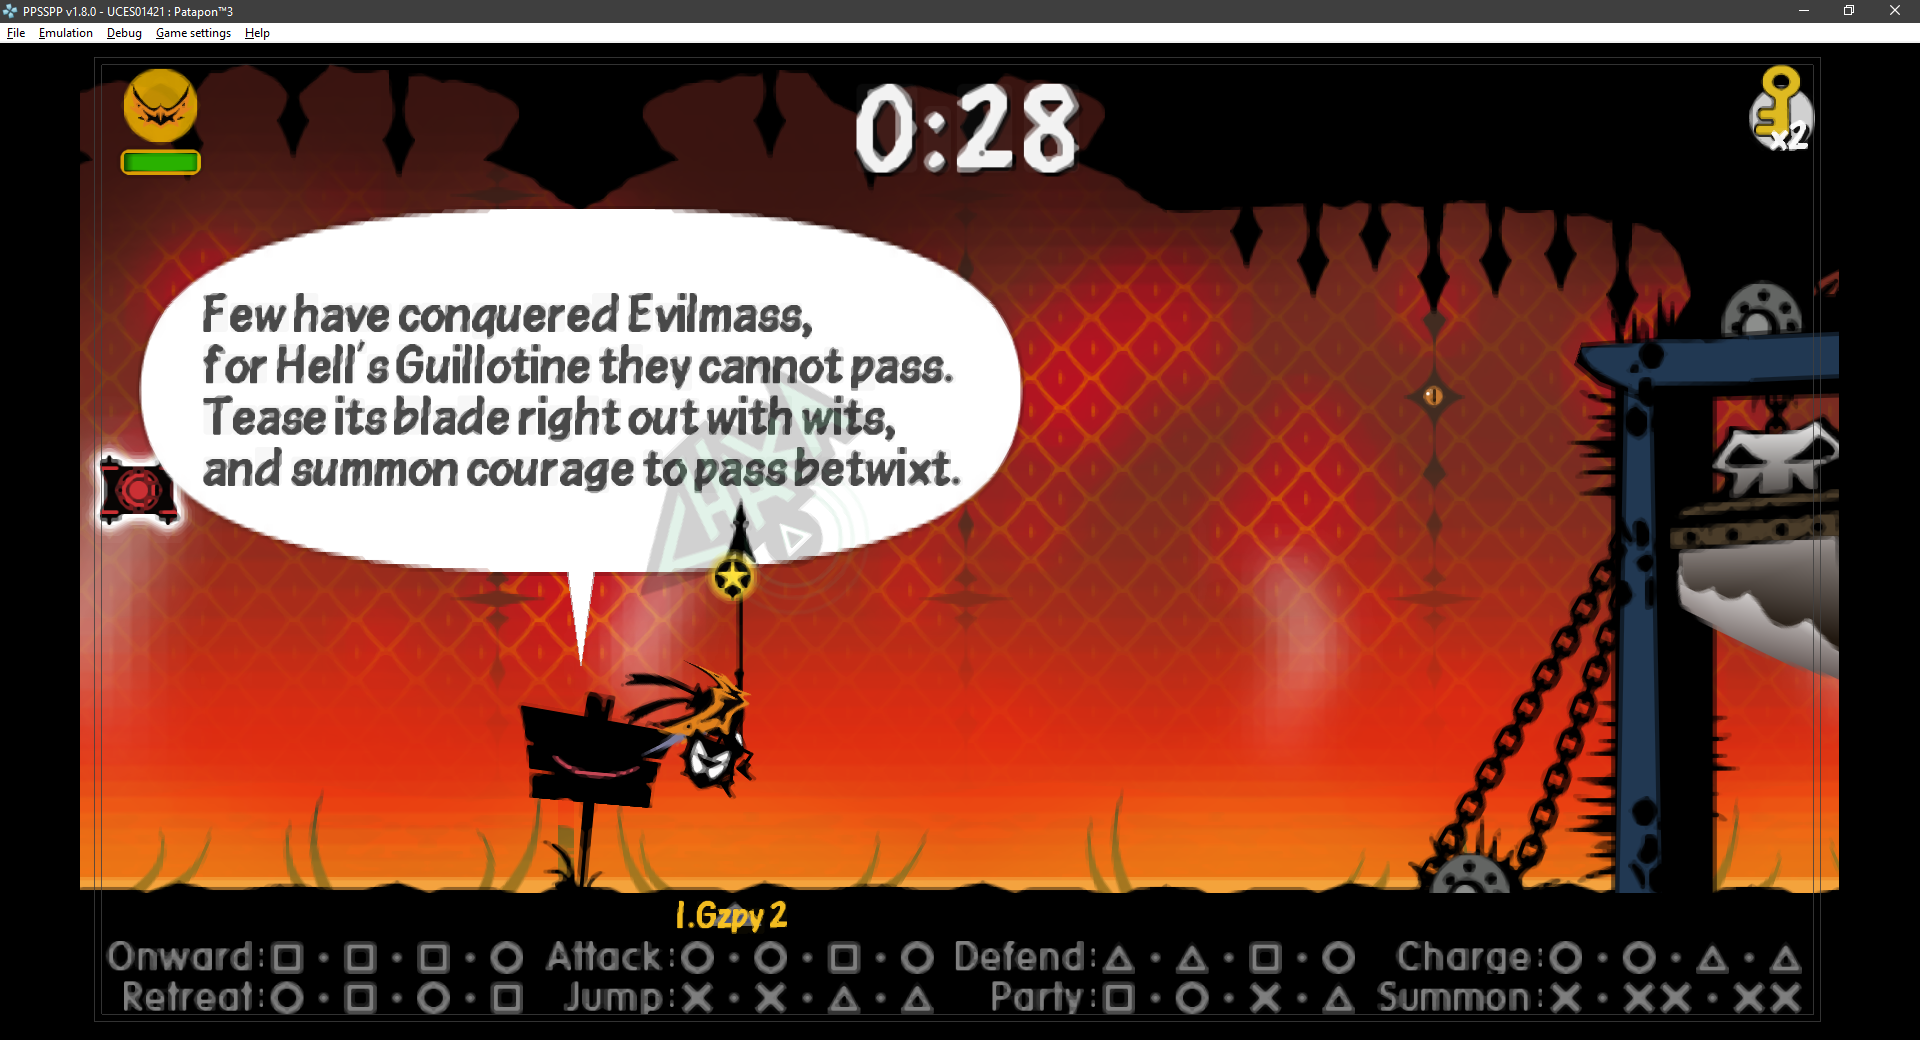 PPSSPP v1.8.0 - UCES01421 : Patapon™3
File Emulation Debug Game settings Help
0:28
x2
Few have conquered Evilmass,
for Hell's Guillotine they cannot pass.
Tease its blade right out with wits,
and summon courage to pass betwixt.
1.Gzpy 2
Onward: □ · □ · □ · ○ Attack: ○ · ○ · □ · ○ Defend: △ · △ · □ · ○ Charge: ○ · ○ · △ · △
Retreat: ○ · □ · ○ · □ Jump: X · X · △ · △ Party: □ · ○ · X · △ Summon: X · XX · XX